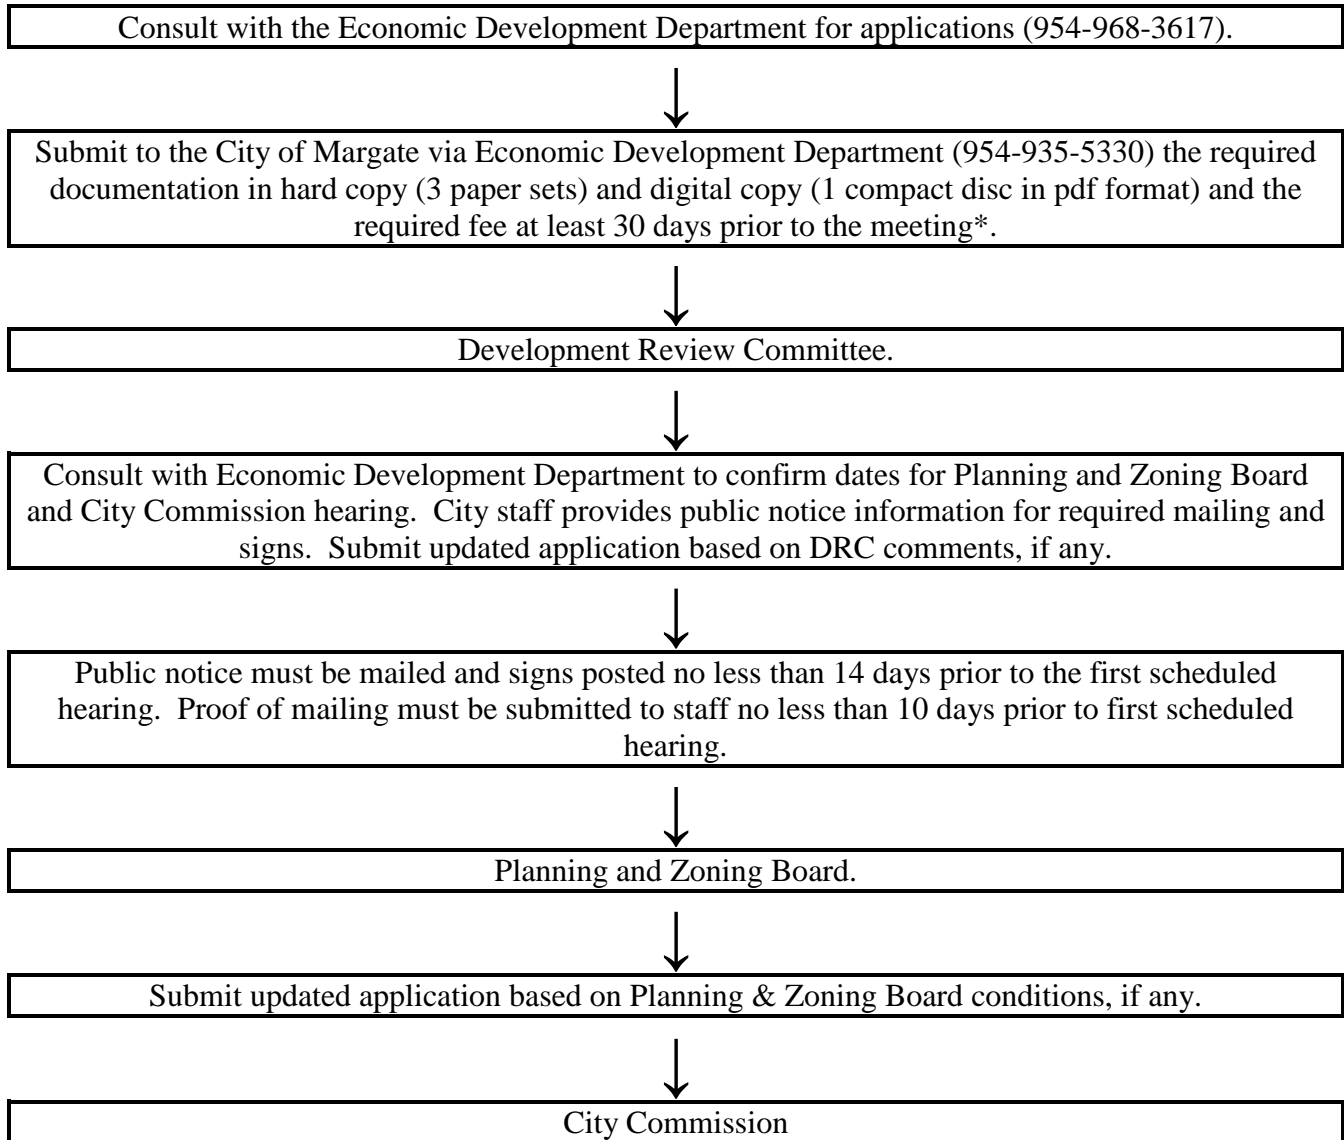 Consult with the Economic Development Department for applications (954-968-3617).
Submit to the City of Margate via Economic Development Department (954-935-5330) the required
documentation in hard copy (3 paper sets) and digital copy (1 compact disc in pdf format) and the
required fee at least 30 days prior to the meeting*.
Development Review Committee.
Consult with Economic Development Department to confirm dates for Planning and Zoning Board
and City Commission hearing.  City staff provides public notice information for required mailing and
signs.  Submit updated application based on DRC comments, if any.
Public notice must be mailed and signs posted no less than 14 days prior to the first scheduled
hearing.  Proof of mailing must be submitted to staff no less than 10 days prior to first scheduled
hearing.
Planning and Zoning Board.
Submit updated application based on Planning & Zoning Board conditions, if any.
City Commission